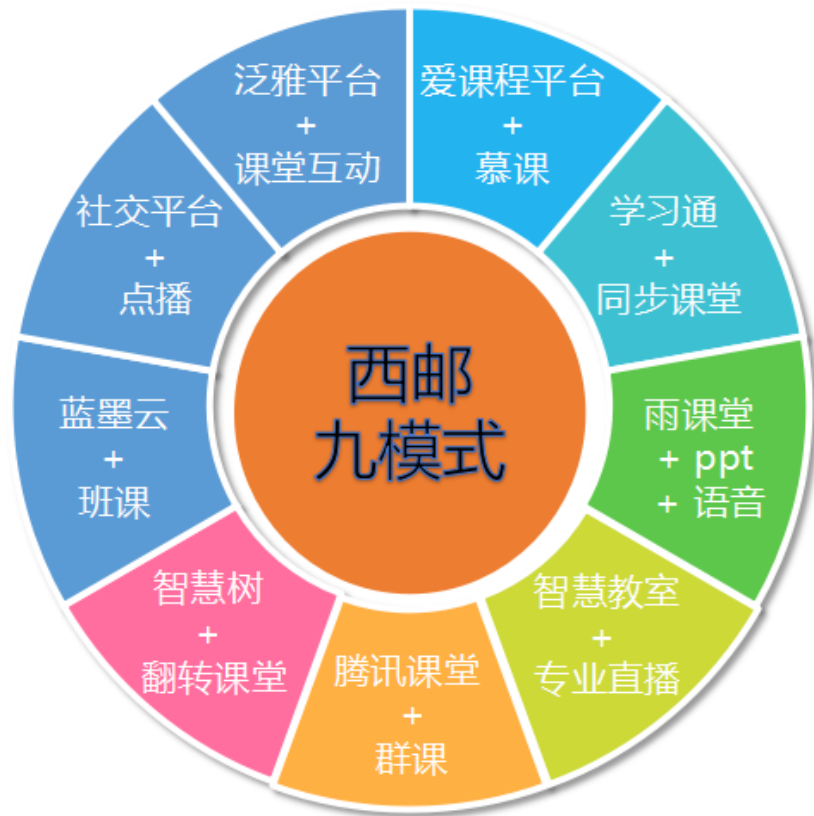 西邮
九模式
爱课程平台
+
慕课
学习通
+
同步课堂
雨课堂
+ ppt
+ 语音
智慧教室
+
专业直播
腾讯课堂
+
群课
智慧树
+
翻转课堂
蓝墨云
+
班课
社交平台
+
点播
泛雅平台
+
课堂互动